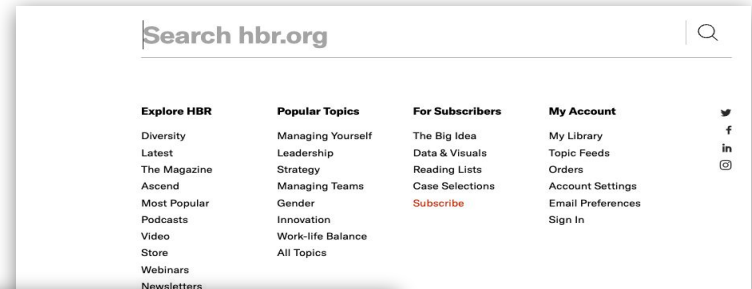 Search hbr.org
Explore HBR
Diversity
Latest
The Magazine
Ascend
Most Popular
Podcasts
Video
Store
Webinars
Newsletters
Popular Topics
Managing Yourself
Leadership
Strategy
Managing Teams
Gender
Innovation
Work-life Balance
All Topics
For Subscribers
The Big Idea
Data & Visuals
Reading Lists
Case Selections
Subscribe
My Account
My Library
Topic Feeds
Orders
Account Settings
Email Preferences
Sign In